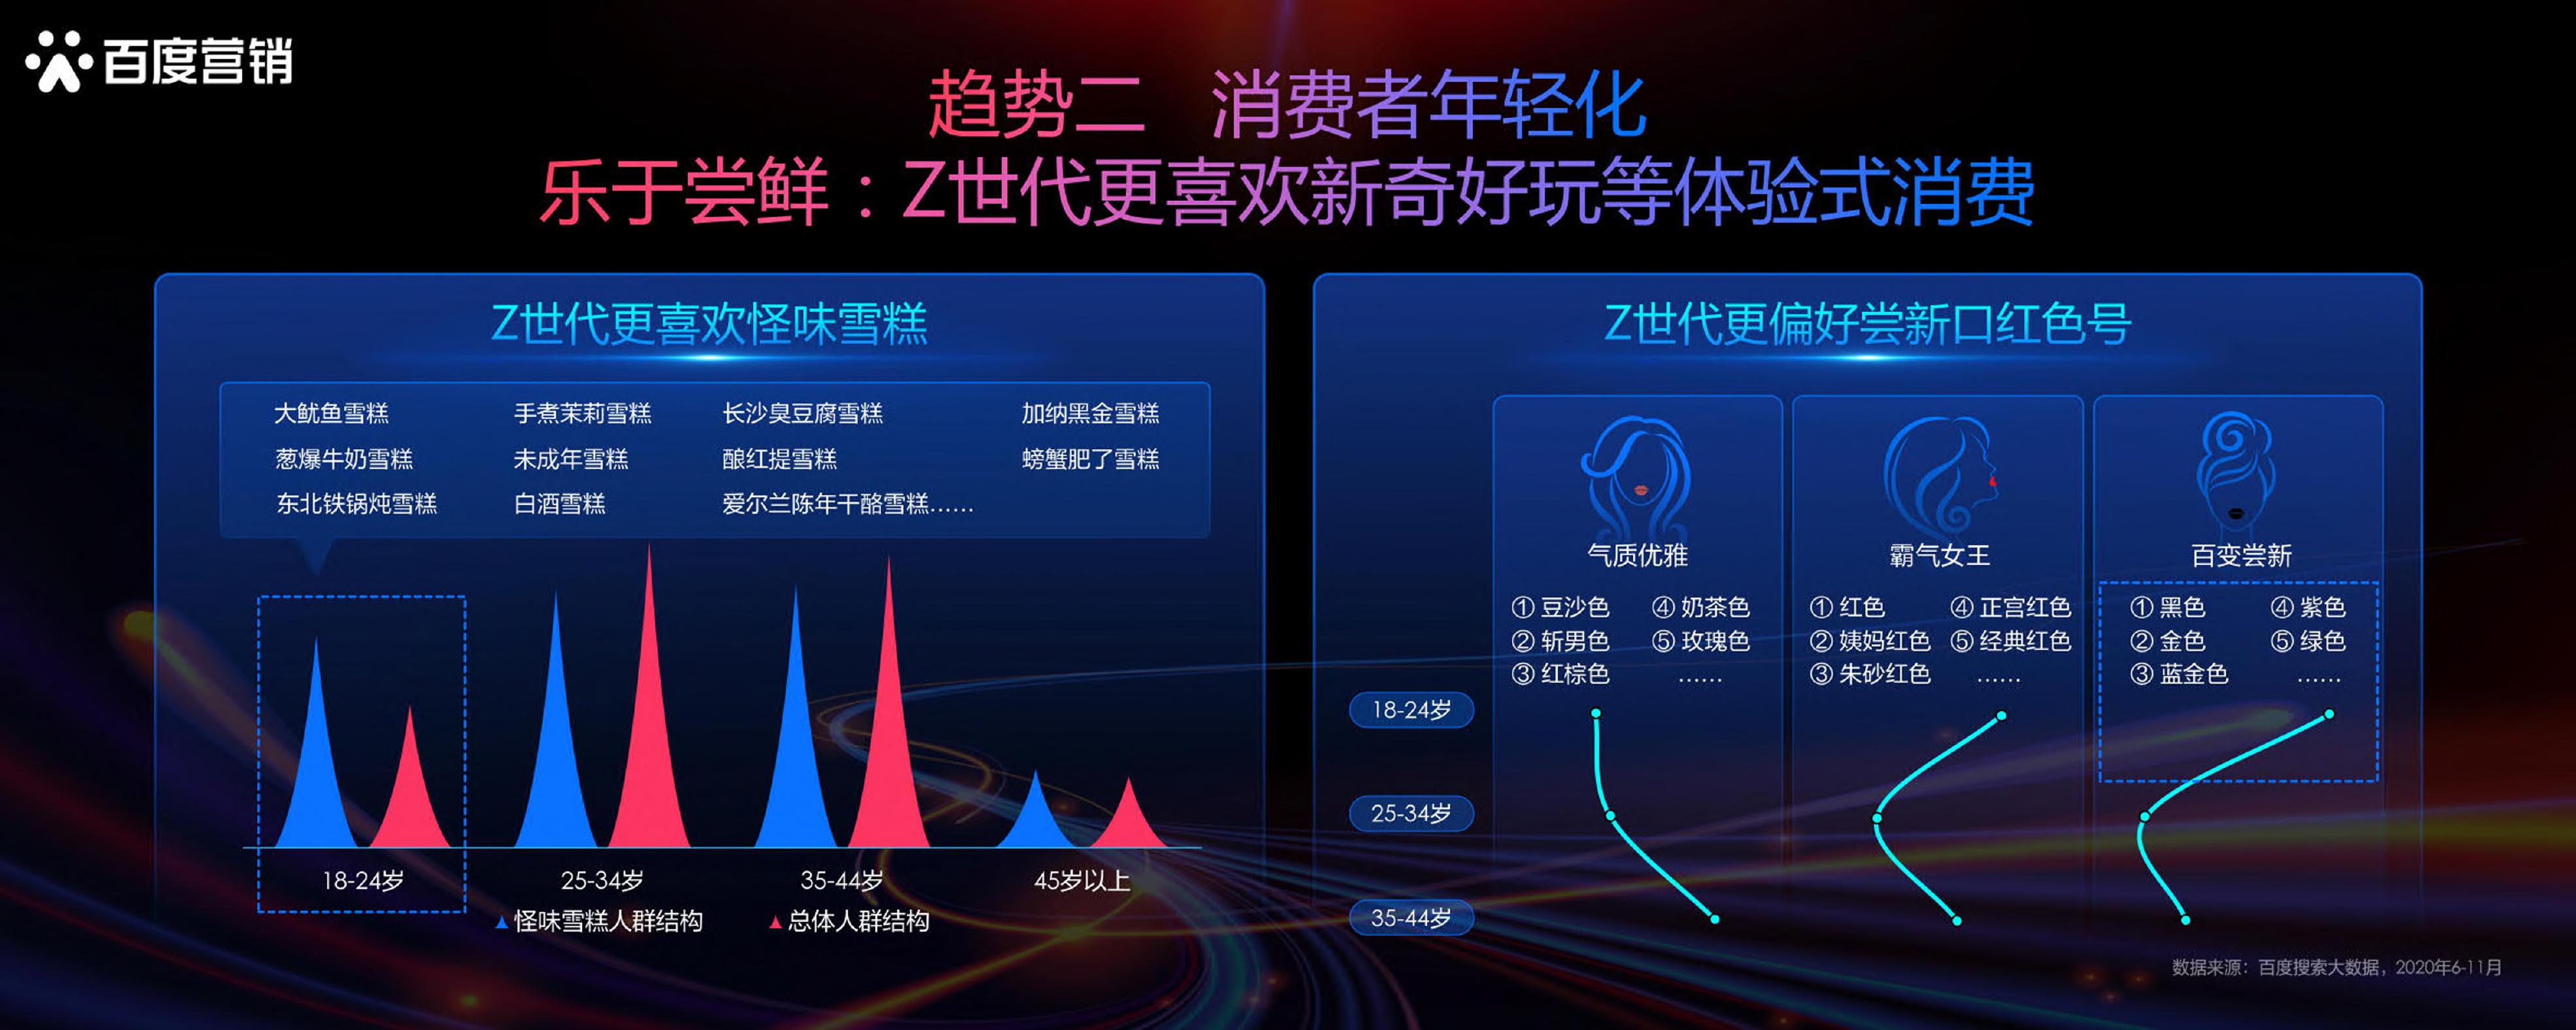 百度营销
趋势二 消费者年轻化
乐于尝鲜：Z世代更喜欢新奇好玩等体验式消费
Z世代更喜欢怪味雪糕
大鱿鱼雪糕 手煮茉莉雪糕 长沙臭豆腐雪糕 加纳黑金雪糕
葱爆牛奶雪糕 未成年雪糕 酿红提雪糕 螃蟹肥了雪糕
东北铁锅炖雪糕 白酒雪糕 爱尔兰陈年干酪雪糕......
18-24岁 25-34岁 35-44岁 45岁以上
怪味雪糕人群结构 总体人群结构
Z世代更偏好尝新口红色号
气质优雅 霸气女王 百变尝新
① 豆沙色 ④ 奶茶色 ① 红色 ④ 正宫红色 ① 黑色 ④ 紫色
② 斩男色 ⑤ 玫瑰色 ② 姨妈红色 ⑤ 经典红色 ② 金色 ⑤ 绿色
③ 红棕色 ...... ③ 朱砂红色 ...... ③ 蓝金色 ......
18-24岁
25-34岁
35-44岁
数据来源：百度搜索大数据，2020年6-11月